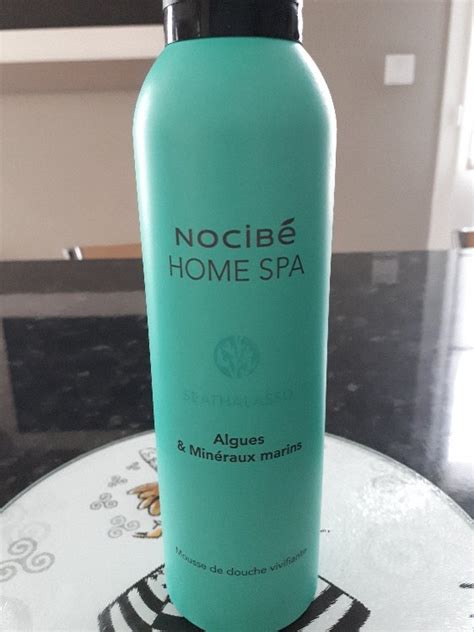 NOCIBé
HOME SPA
SEATHALASSO
Algues
& Minéraux marins
Mousse de douche vivifiante